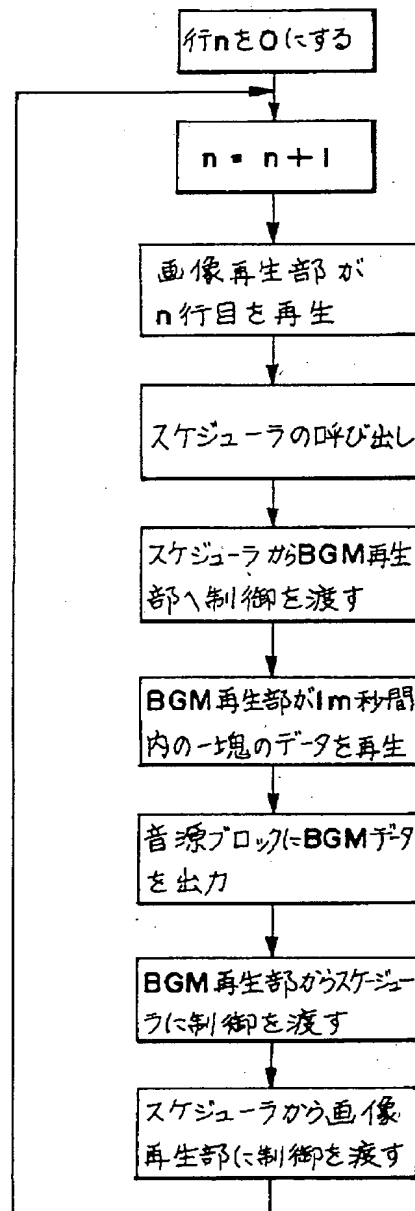 行nを0にする
n = n+1
画像再生部が
n行目を再生
スケジューラの呼び出し
スケジューラからBGM再生
部へ制御を渡す
BGM再生部が1m秒間
内の一塊のデータを再生
音源ブロックにBGMデータ
を出力
BGM再生部からスケジュー
ラに制御を渡す
スケジューラから画像
再生部に制御を渡す